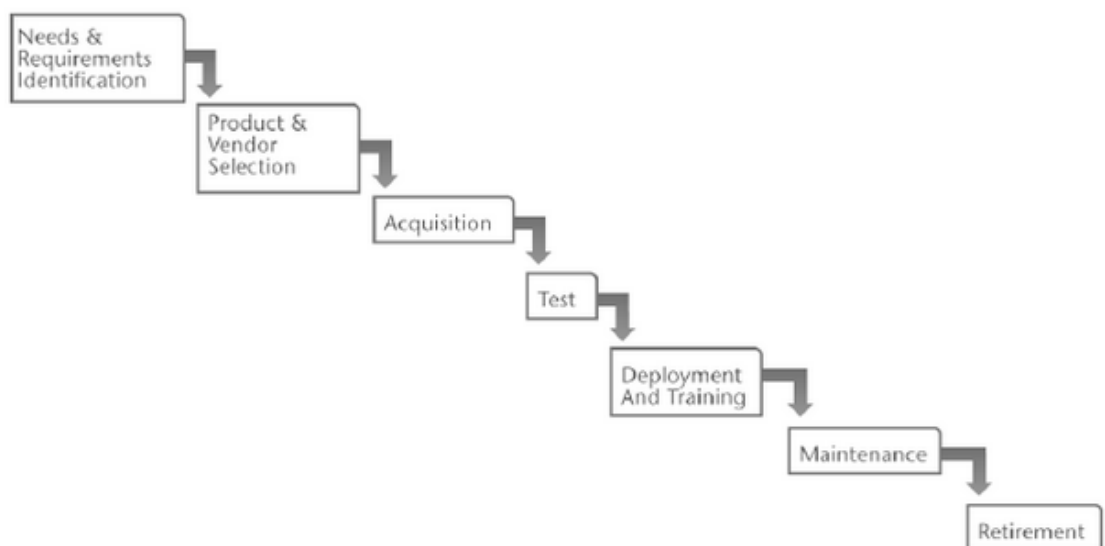 Needs &
Requirements
Identification
Product &
Vendor
Selection
Acquisition
Test
Deployment
And Training
Maintenance
Retirement